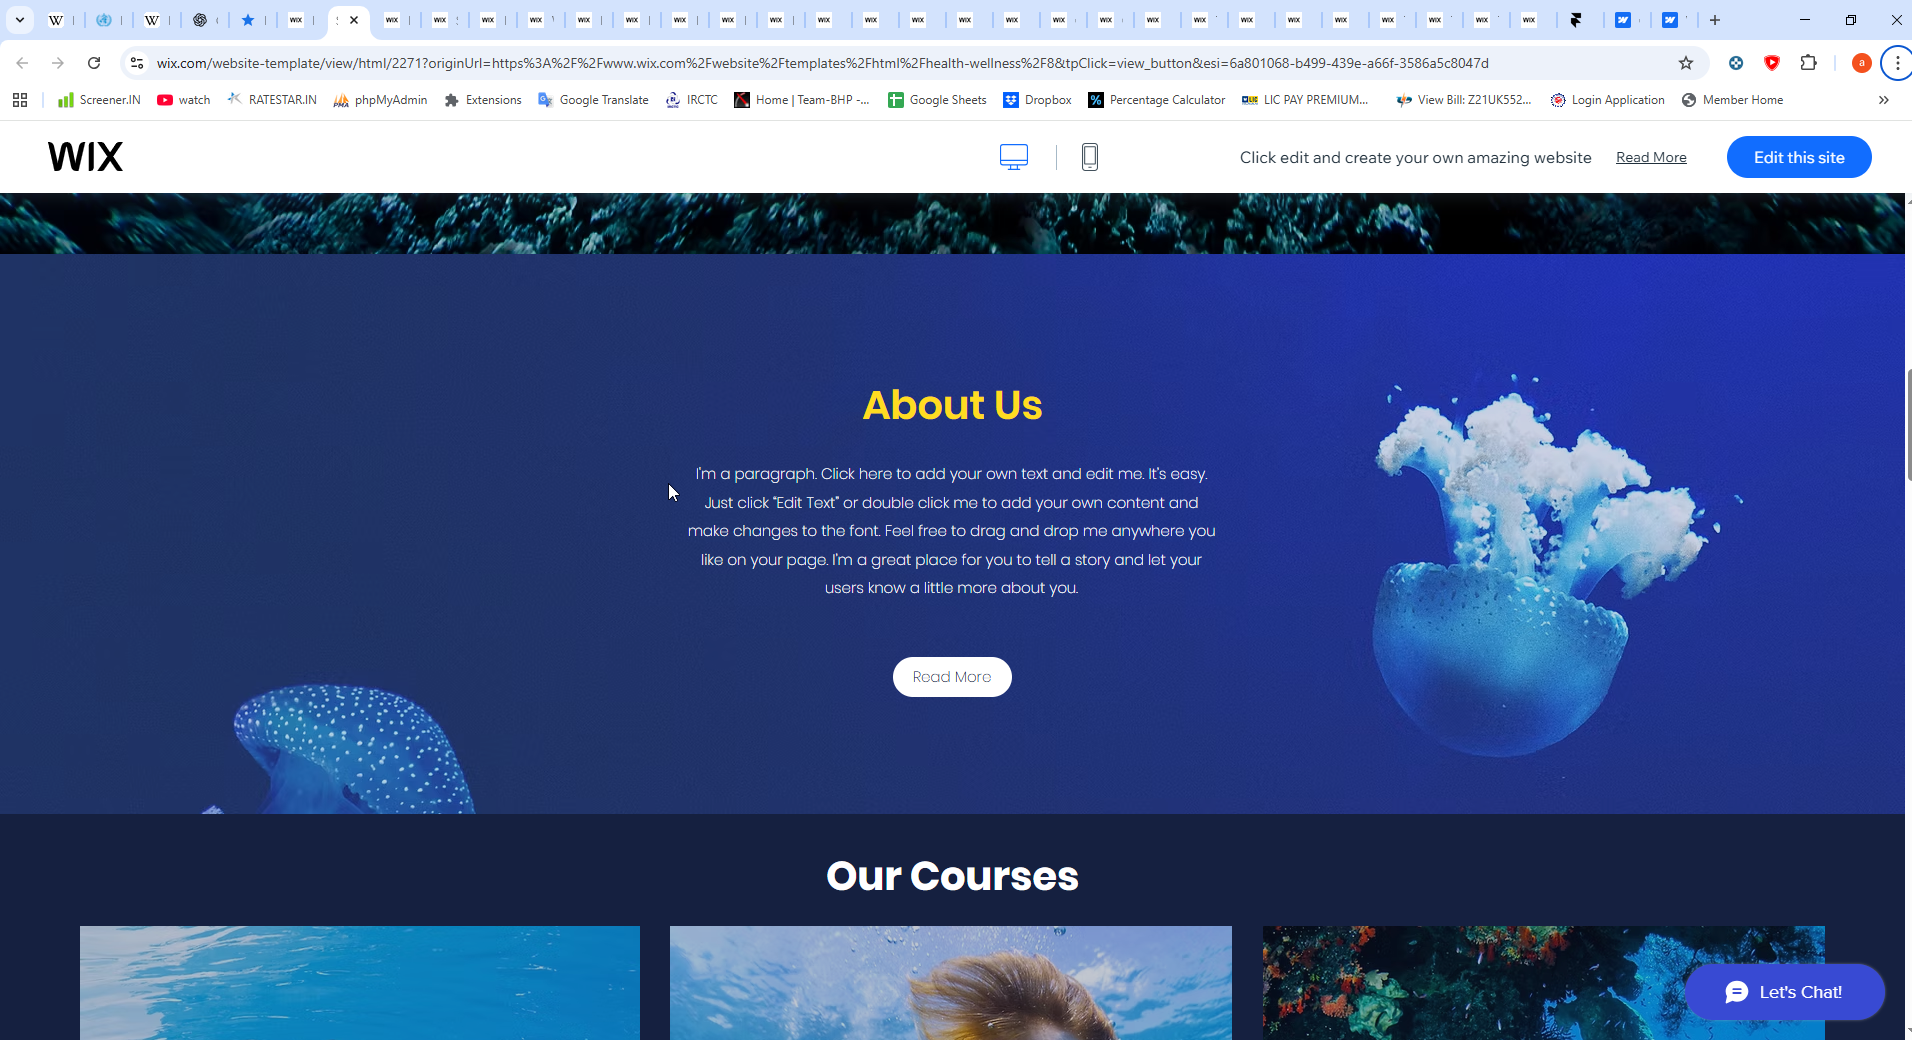 wix.com/website-template/view/html/2271?originUrl=https%3A%2F%2Fwww.wix.com%2Fwebsite%2Ftemplates%2Fhtml%2Fhealth-wellness%2F8&tpClick=view_button&esi=6a801068-b499-439e-a66f-3586a5c8047d
a
Screener.IN watch RATESTAR.IN phpMyAdmin Extensions Google Translate IRCTC Home | Team-BHP -... Google Sheets Dropbox Percentage Calculator LIC PAY PREMIUM... View Bill: Z21UK552... Login Application Member Home
WIX
Click edit and create your own amazing website Read More Edit this site
About Us
I'm a paragraph. Click here to add your own text and edit me. It's easy.
Just click “Edit Text” or double click me to add your own content and
make changes to the font. Feel free to drag and drop me anywhere you
like on your page. I'm a great place for you to tell a story and let your
users know a little more about you.
Read More
Our Courses
Let's Chat!